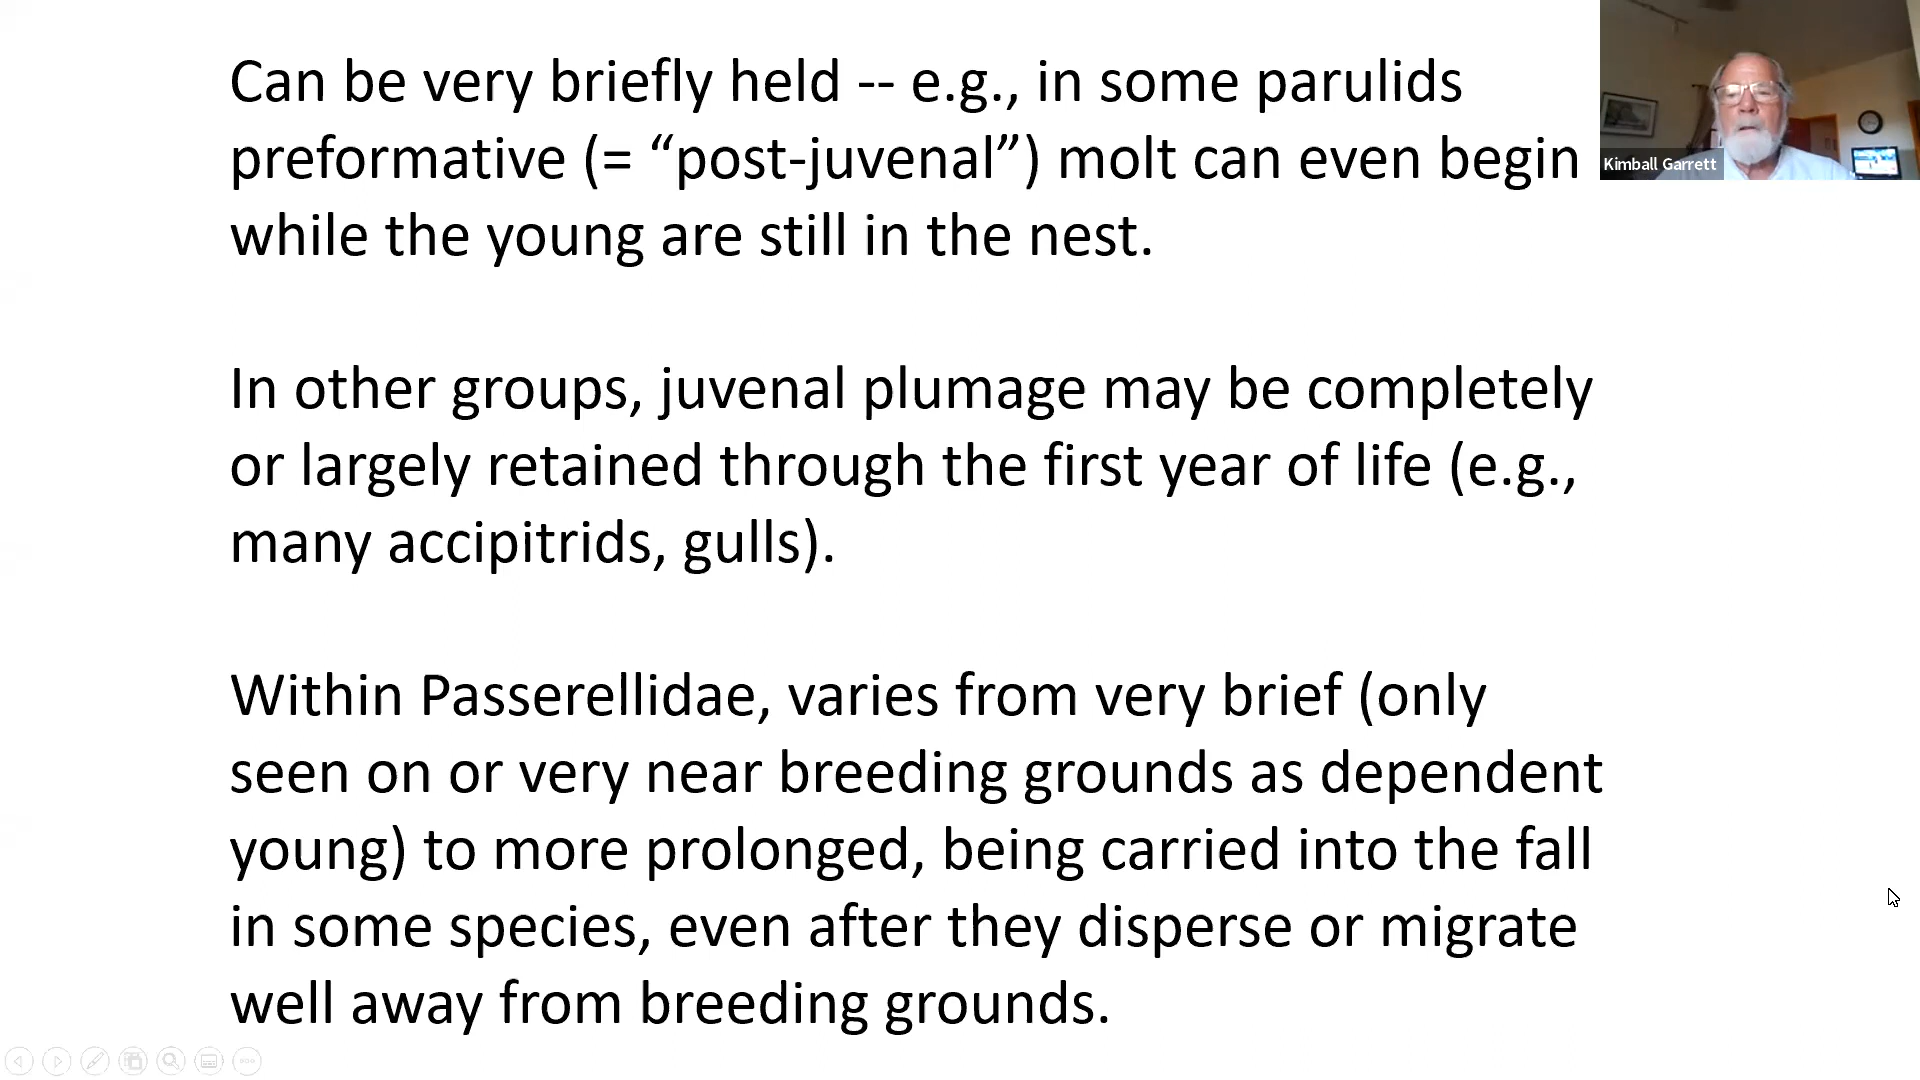 Can be very briefly held -- e.g., in some parulids
preformative (= “post-juvenal”) molt can even begin
while the young are still in the nest.
In other groups, juvenal plumage may be completely
or largely retained through the first year of life (e.g.,
many accipitrids, gulls).
Within Passerellidae, varies from very brief (only
seen on or very near breeding grounds as dependent
young) to more prolonged, being carried into the fall
in some species, even after they disperse or migrate
well away from breeding grounds.
Kimball Garrett